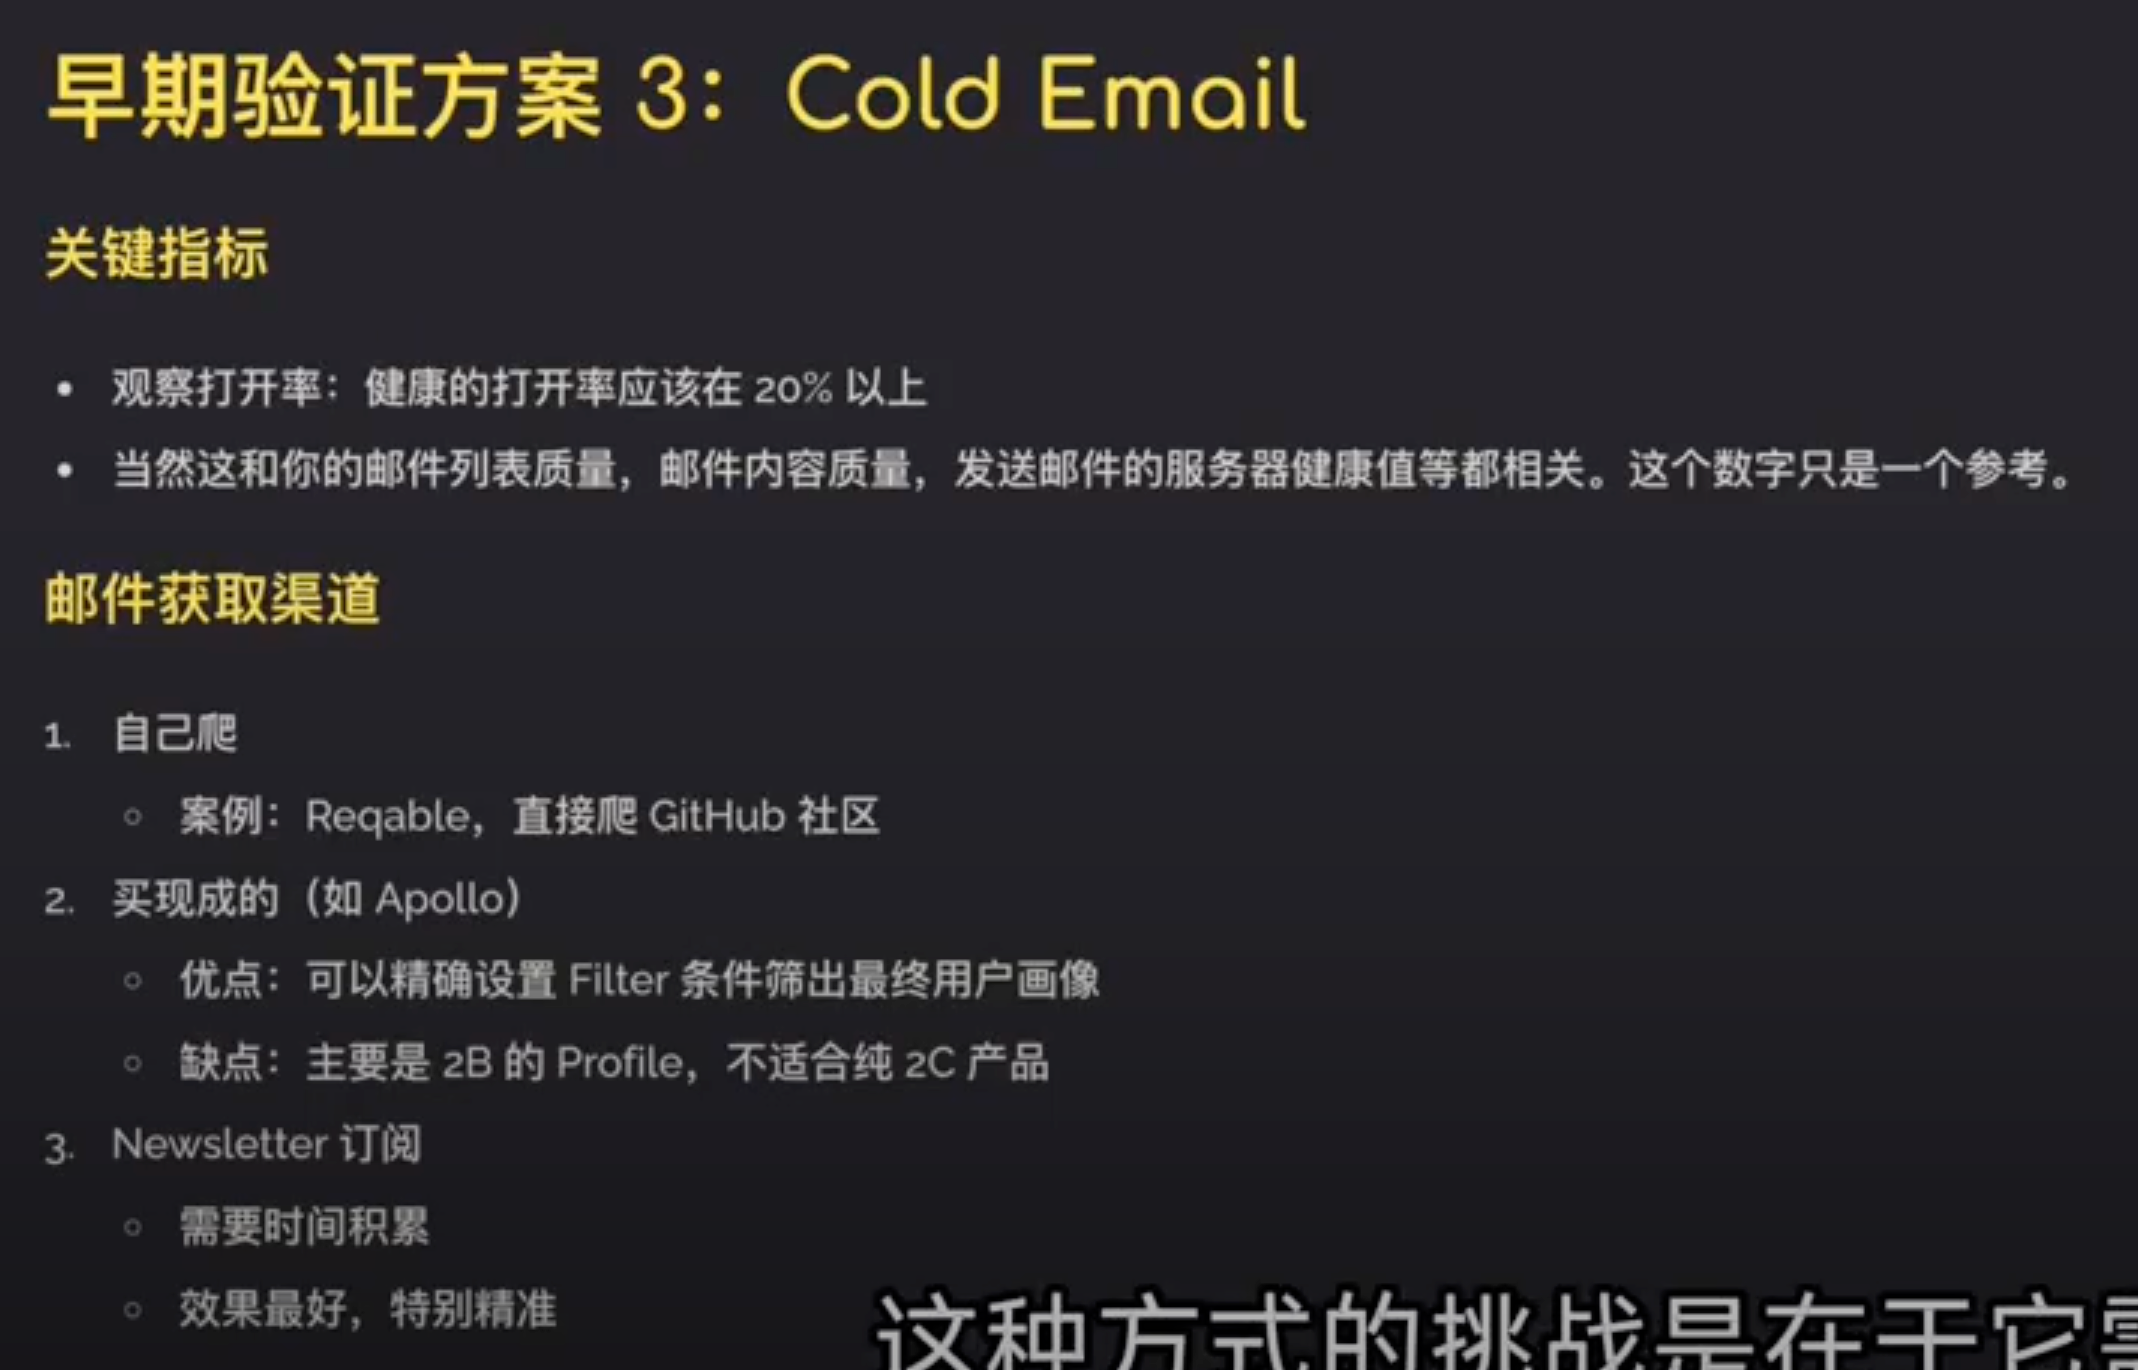 早期验证方案 3：Cold Email
关键指标
• 观察打开率：健康的打开率应该在 20% 以上
• 当然这和你的邮件列表质量，邮件内容质量，发送邮件的服务器健康值等都相关。这个数字只是一个参考。
邮件获取渠道
1. 自己爬
○ 案例：Reqable，直接爬 GitHub 社区
2. 买现成的（如 Apollo）
○ 优点：可以精确设置 Filter 条件筛出最终用户画像
○ 缺点：主要是 2B 的 Profile，不适合纯 2C 产品
3. Newsletter 订阅
○ 需要时间积累
○ 效果最好，特别精准
这种方式的挑战是在于它需